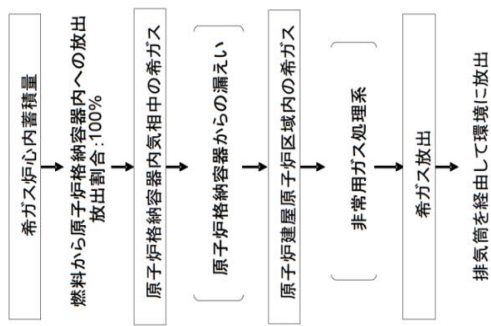 希ガス炉心内蓄積量
燃料から原子炉格納容器内への放出
放出割合:100%
原子炉格納容器内気相中の希ガス
原子炉格納容器からの漏えい
原子炉建屋原子炉区域内の希ガス
非常用ガス処理系
希ガス放出
排気筒を経由して環境に放出